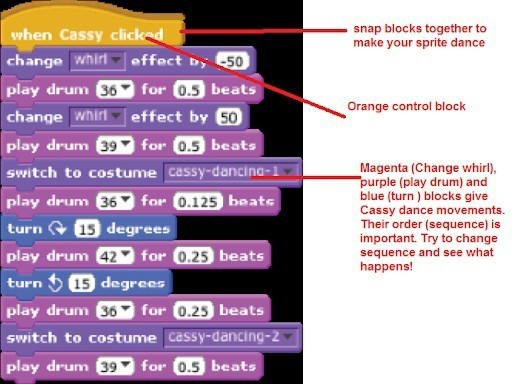 when Cassy clicked
change whirl effect by -50
play drum 36 for 0.5 beats
change whirl effect by 50
play drum 39 for 0.5 beats
switch to costume cassy-dancing-1
play drum 36 for 0.125 beats
turn 15 degrees
play drum 42 for 0.25 beats
turn 15 degrees
play drum 36 for 0.25 beats
switch to costume cassy-dancing-2
play drum 39 for 0.5 beats
snap blocks together to
make your sprite dance
Orange control block
Magenta (Change whirl),
purple (play drum) and
blue (turn ) blocks give
Cassy dance movements.
Their order (sequence) is
important. Try to change
sequence and see what
happens!